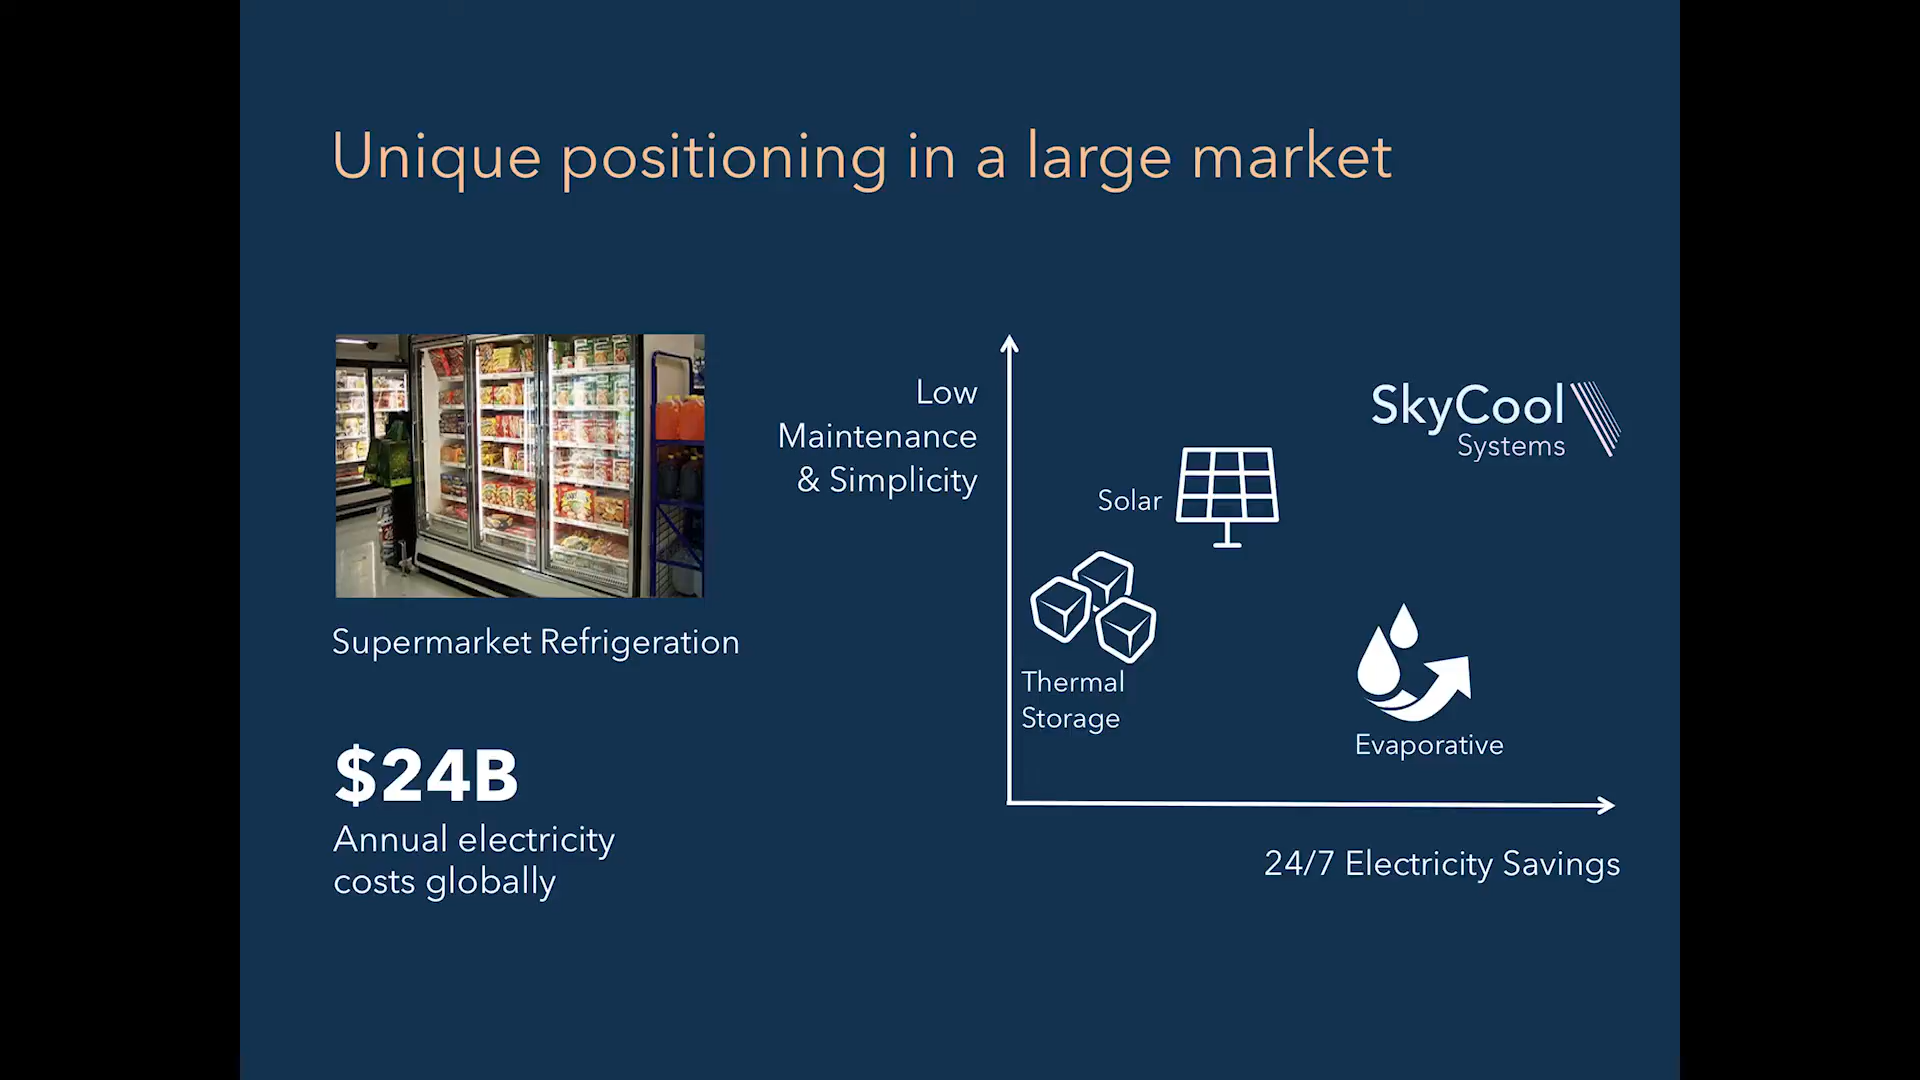 Unique positioning in a large market
Supermarket Refrigeration
$24B
Annual electricity
costs globally
Low
Maintenance
& Simplicity
SkyCool
Systems
Solar
Thermal
Storage
Evaporative
24/7 Electricity Savings